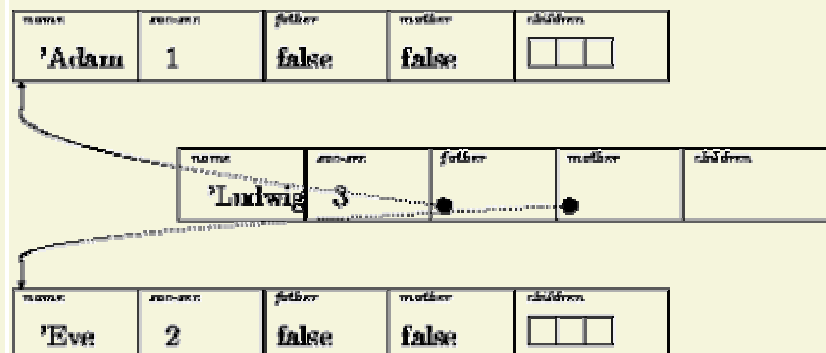 name soc-sec father mother children
'Adam 1 false false
name soc-sec father mother children
'Ludwig 3
name soc-sec father mother children
'Eve 2 false false